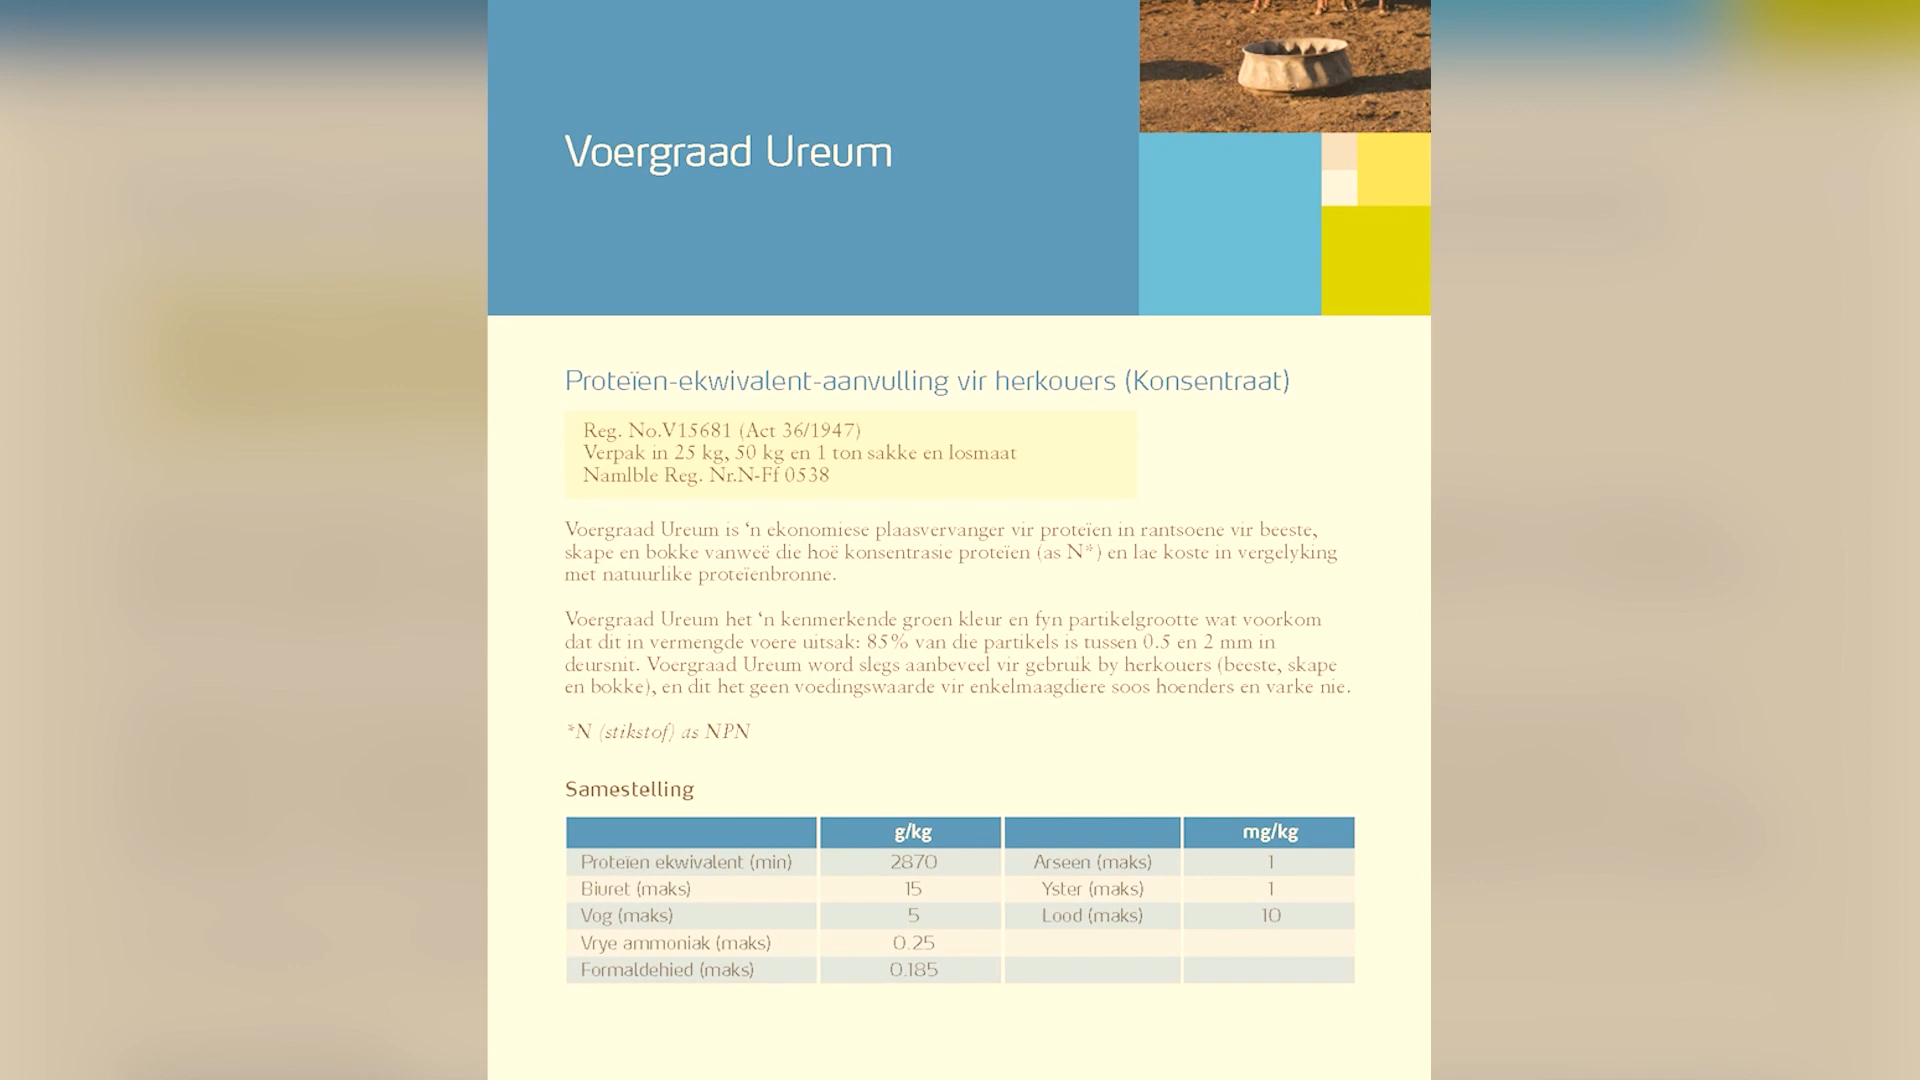 Voergraad Ureum
Proteïen-ekwivalent-aanvulling vir herkouers (Konsentraat)
Reg. No.V15681 (Act 36/1947)
Verpak in 25 kg, 50 kg en 1 ton sakke en losmaat
Namlble Reg. Nr.N-Ff 0538
Voergraad Ureum is ‘n ekonomiese plaasvervanger vir proteïen in rantsoene vir beeste,
skape en bokke vanweë die hoë konsentrasie proteïen (as N*) en lae koste in vergelyking
met natuurlike proteïenbronne.
Voergraad Ureum het ‘n kenmerkende groen kleur en fyn partikelgrootte wat voorkom
dat dit in vermengde voere uitsak: 85% van die partikels is tussen 0.5 en 2 mm in
deursnit. Voergraad Ureum word slegs aanbeveel vir gebruik by herkouers (beeste, skape
en bokke), en dit het geen voedingswaarde vir enkelmaagdiere soos hoenders en varke nie.
*N (stikstof) as NPN
Samestelling
g/kg mg/kg
Proteïen ekwivalent (min) 2870 Arseen (maks) 1
Biuret (maks) 15 Yster (maks) 1
Vog (maks) 5 Lood (maks) 10
Vrye ammoniak (maks) 0.25
Formaldehied (maks) 0.185